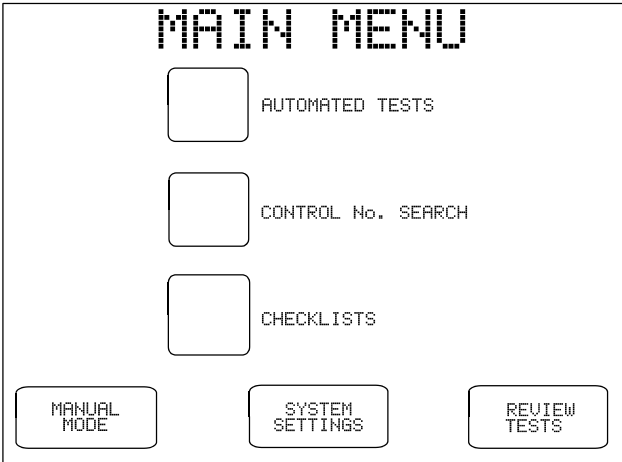 MAIN MENU
AUTOMATED TESTS
CONTROL No. SEARCH
CHECKLISTS
MANUAL
MODE
SYSTEM
SETTINGS
REVIEW
TESTS